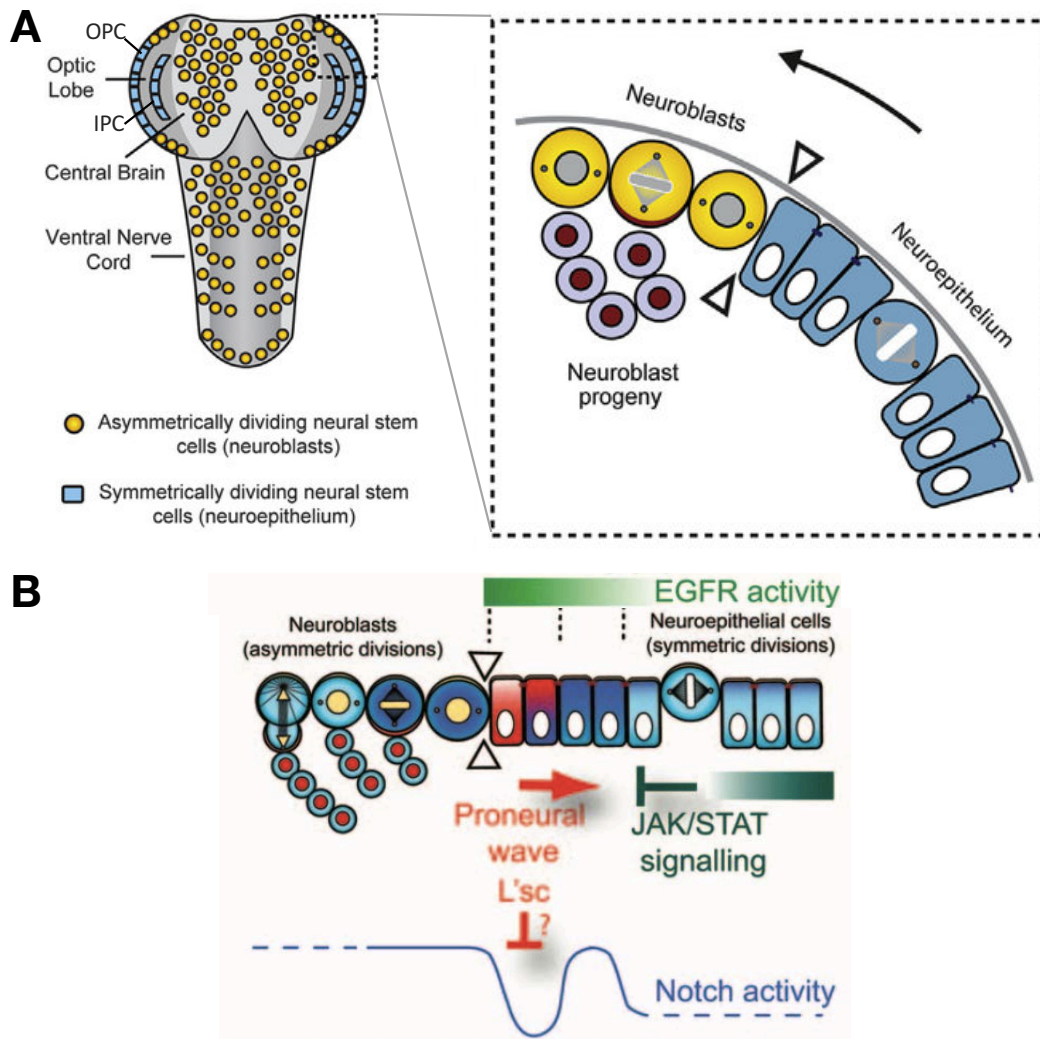 A
OPC
Optic
Lobe
IPC
Central Brain
Ventral Nerve
Cord
Asymmetrically dividing neural stem
cells (neuroblasts)
Symmetrically dividing neural stem
cells (neuroepithelium)
Neuroblasts
Neuroepithelium
Neuroblast
progeny
B
EGFR activity
Neuroblasts
(asymmetric divisions)
Neuroepithelial cells
(symmetric divisions)
Proneural
wave
L'sc
?
JAK/STAT
signalling
Notch activity